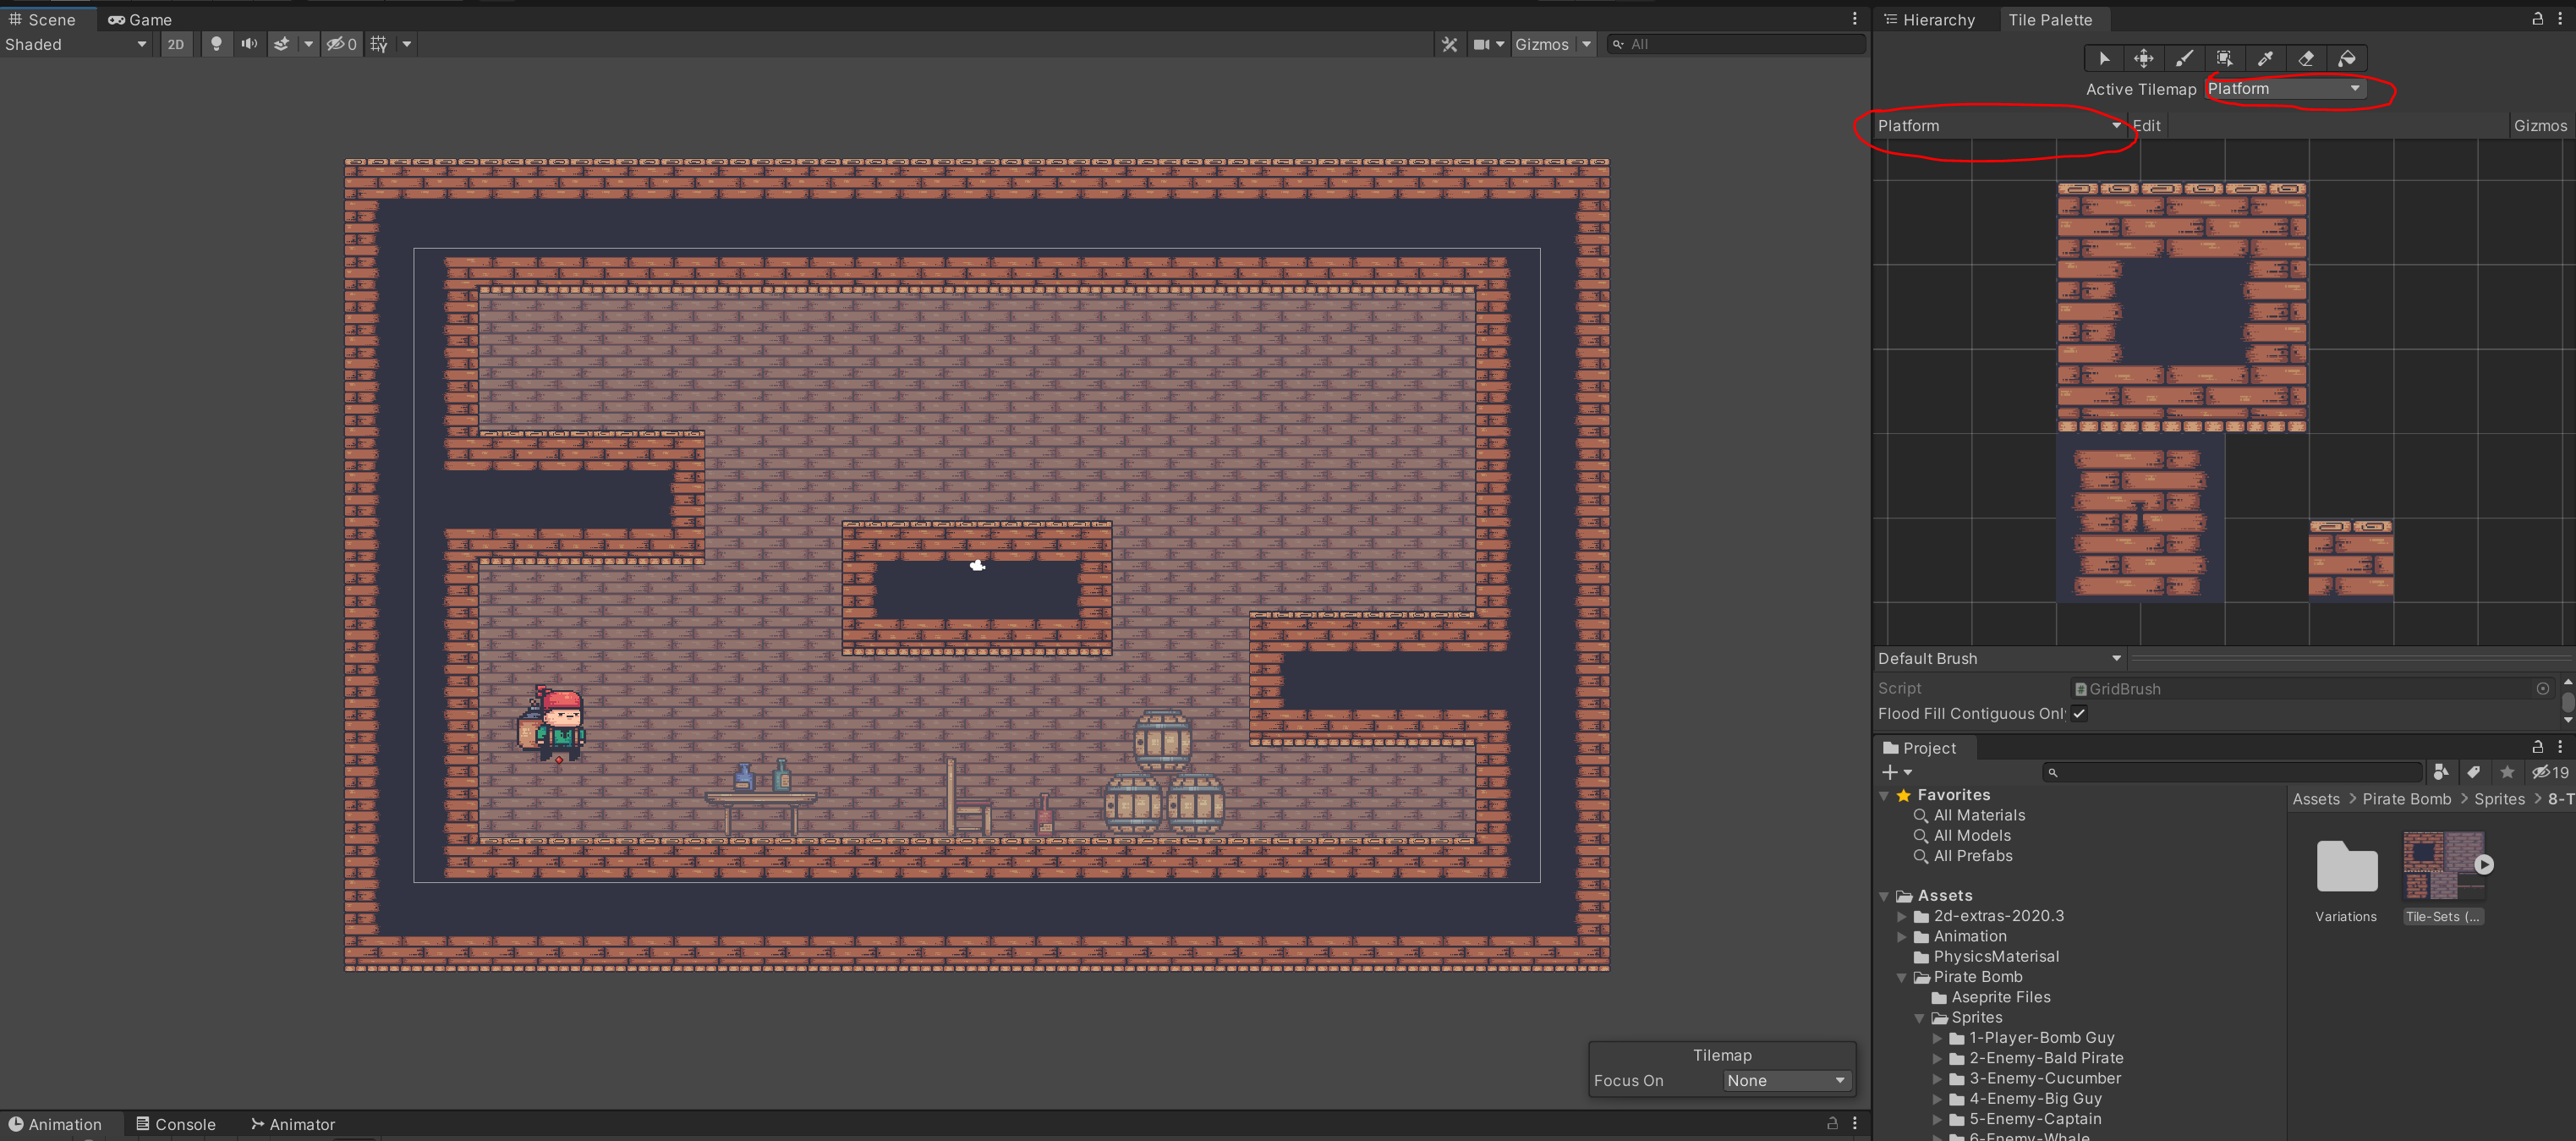 Scene Game
Hierarchy Tile Palette
Shaded 2D 0 Gizmos All
Active Tilemap Platform
Platform Edit Gizmos
Default Brush
Script GridBrush
Flood Fill Contiguous Onl
Project
19
Favorites
All Materials
All Models
All Prefabs
Assets
2d-extras-2020.3
Animation
PhysicsMaterisal
Pirate Bomb
Aseprite Files
Sprites
1-Player-Bomb Guy
2-Enemy-Bald Pirate
3-Enemy-Cucumber
4-Enemy-Big Guy
5-Enemy-Captain
6-Enemy-Whale
Assets > Pirate Bomb > Sprites > 8-T
Variations Tile-Sets (...
Tilemap
Focus On None
Animation Console Animator